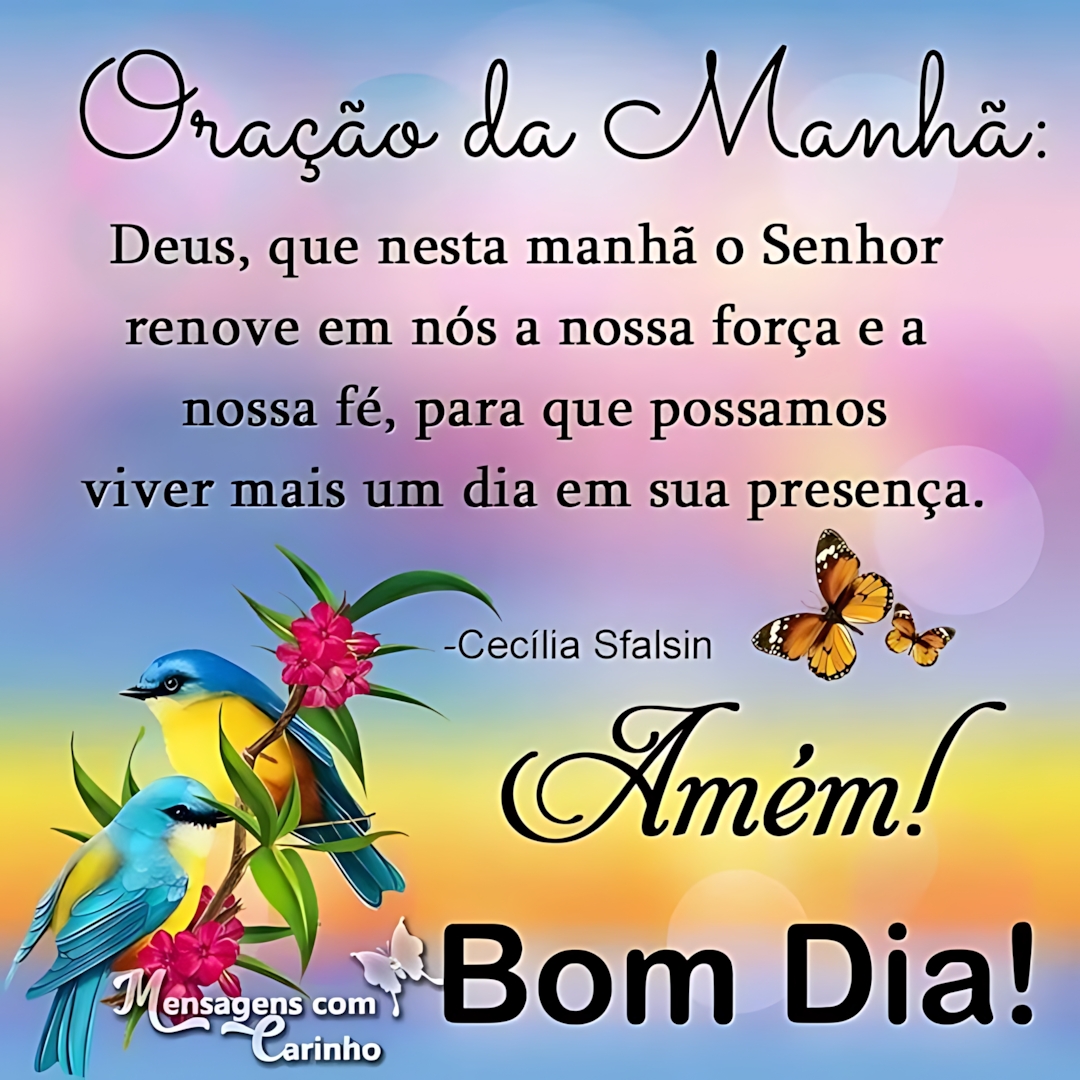 Oração da Manhã:
Deus, que nesta manhã o Senhor
renove em nós a nossa força e a
nossa fé, para que possamos
viver mais um dia em sua presença.
-Cecília Sfalsin
Amém!
Bom Dia!
Mensagens com
Carinho